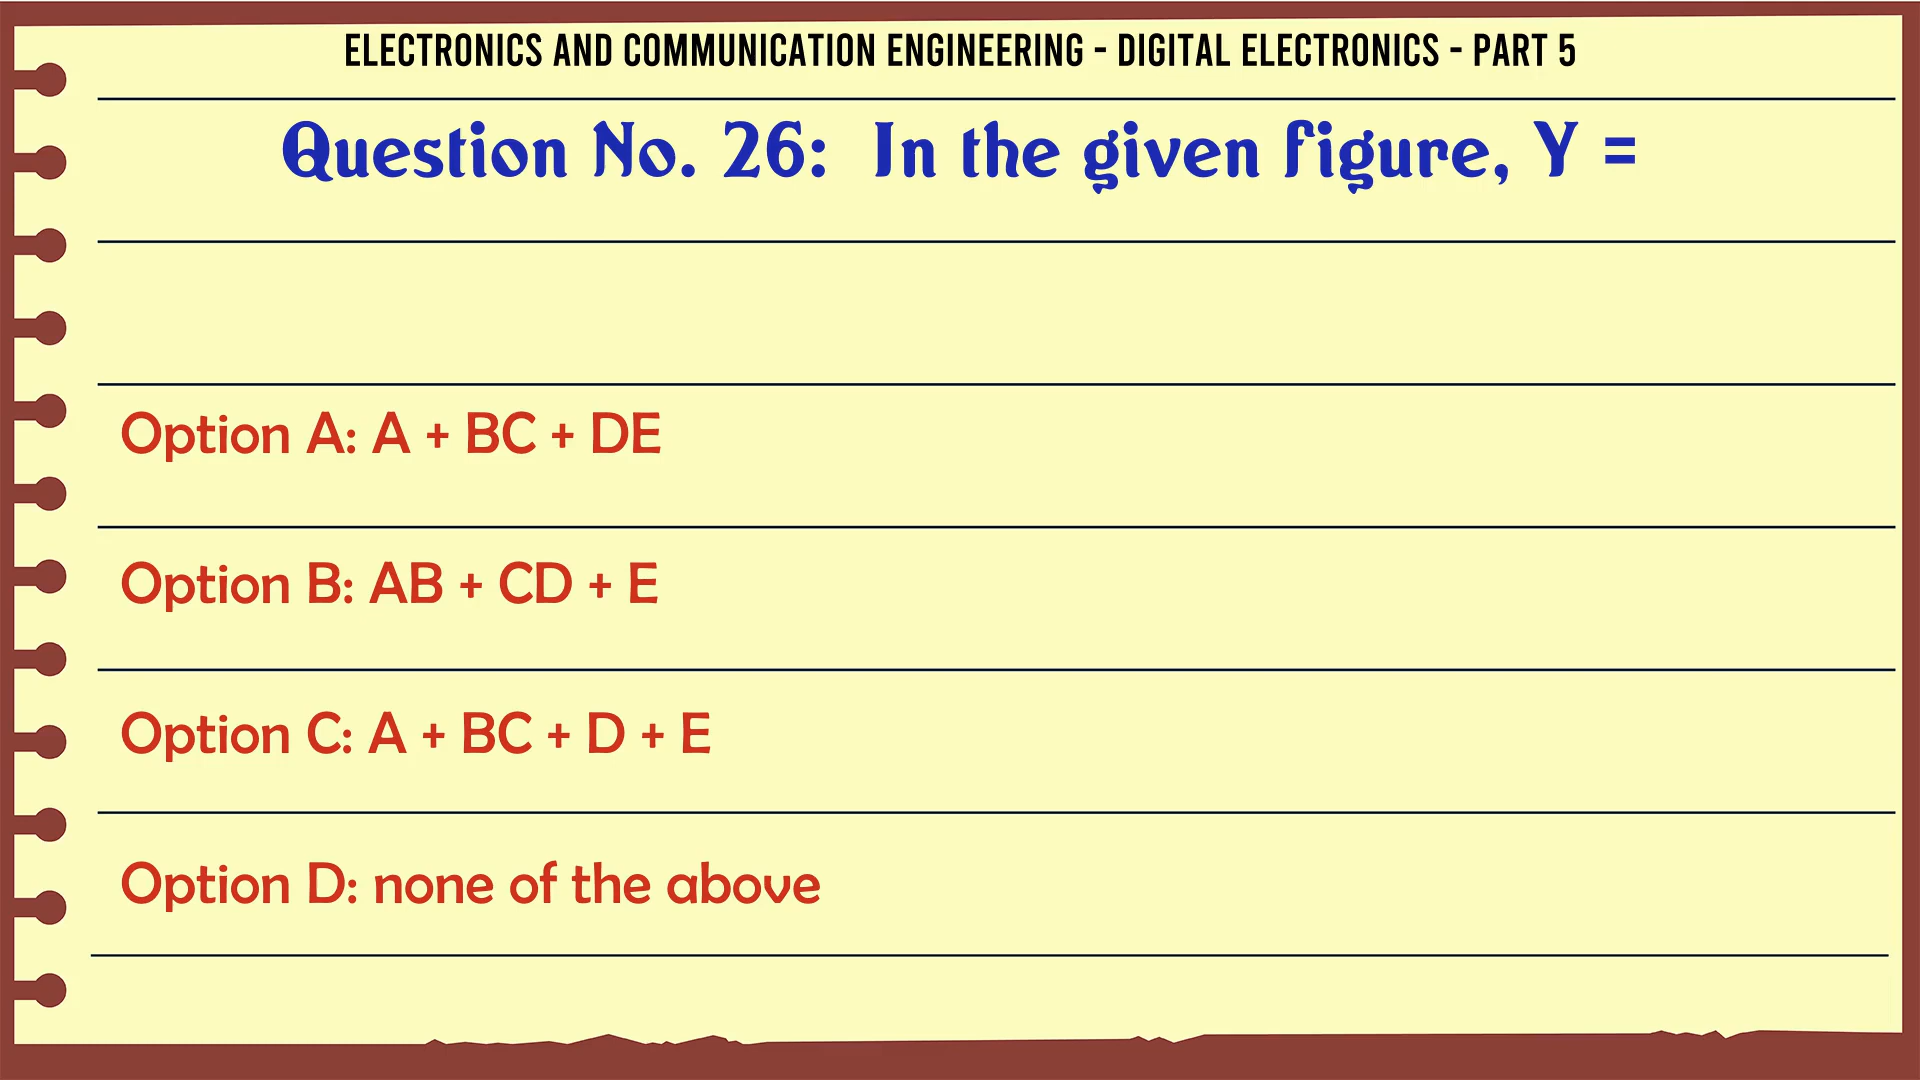 ELECTRONICS AND COMMUNICATION ENGINEERING - DIGITAL ELECTRONICS - PART 5
Question No. 26: In the given figure, Y =
Option A: A + BC + DE
Option B: AB + CD + E
Option C: A + BC + D + E
Option D: none of the above